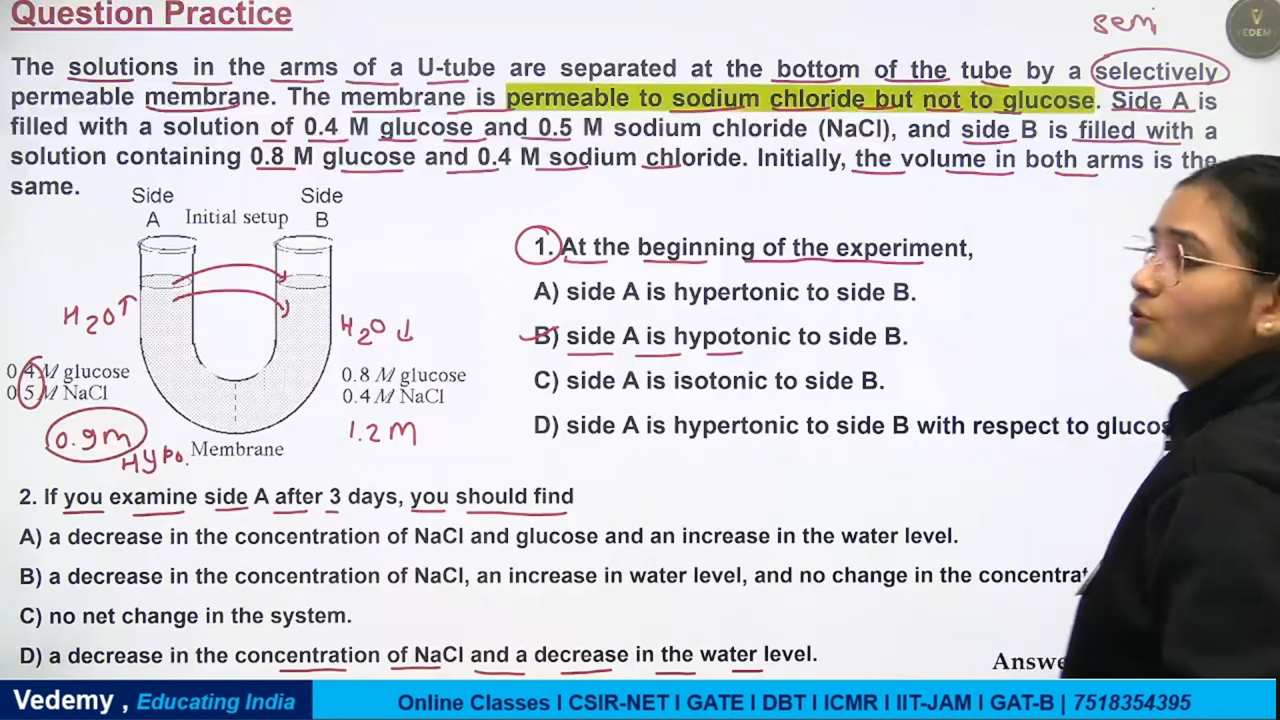 Question Practice
semi
VEDEM
The solutions in the arms of a U-tube are separated at the bottom of the tube by a selectively
permeable membrane. The membrane is permeable to sodium chloride but not to glucose. Side A is
filled with a solution of 0.4 M glucose and 0.5 M sodium chloride (NaCl), and side B is filled with a
solution containing 0.8 M glucose and 0.4 M sodium chloride. Initially, the volume in both arms is the
same.
Side A
Initial setup
Side B
H2O ↑
H2O ↓
0.4 M glucose
0.5 M NaCl
0.8 M glucose
0.4 M NaCl
0.9m
Hypo.
1.2 M
Membrane
1. At the beginning of the experiment,
A) side A is hypertonic to side B.
B) side A is hypotonic to side B.
C) side A is isotonic to side B.
D) side A is hypertonic to side B with respect to
2. If you examine side A after 3 days, you should find
A) a decrease in the concentration of NaCl and glucose and an increase in the water level.
B) a decrease in the concentration of NaCl, an increase in water level, and no change in the
C) no net change in the system.
D) a decrease in the concentration of NaCl and a decrease in the water level.
Vedemy , Educating India
Online Classes I CSIR-NET I GATE I DBT I ICMR I IIT-JAM I GAT-B | 7518354395